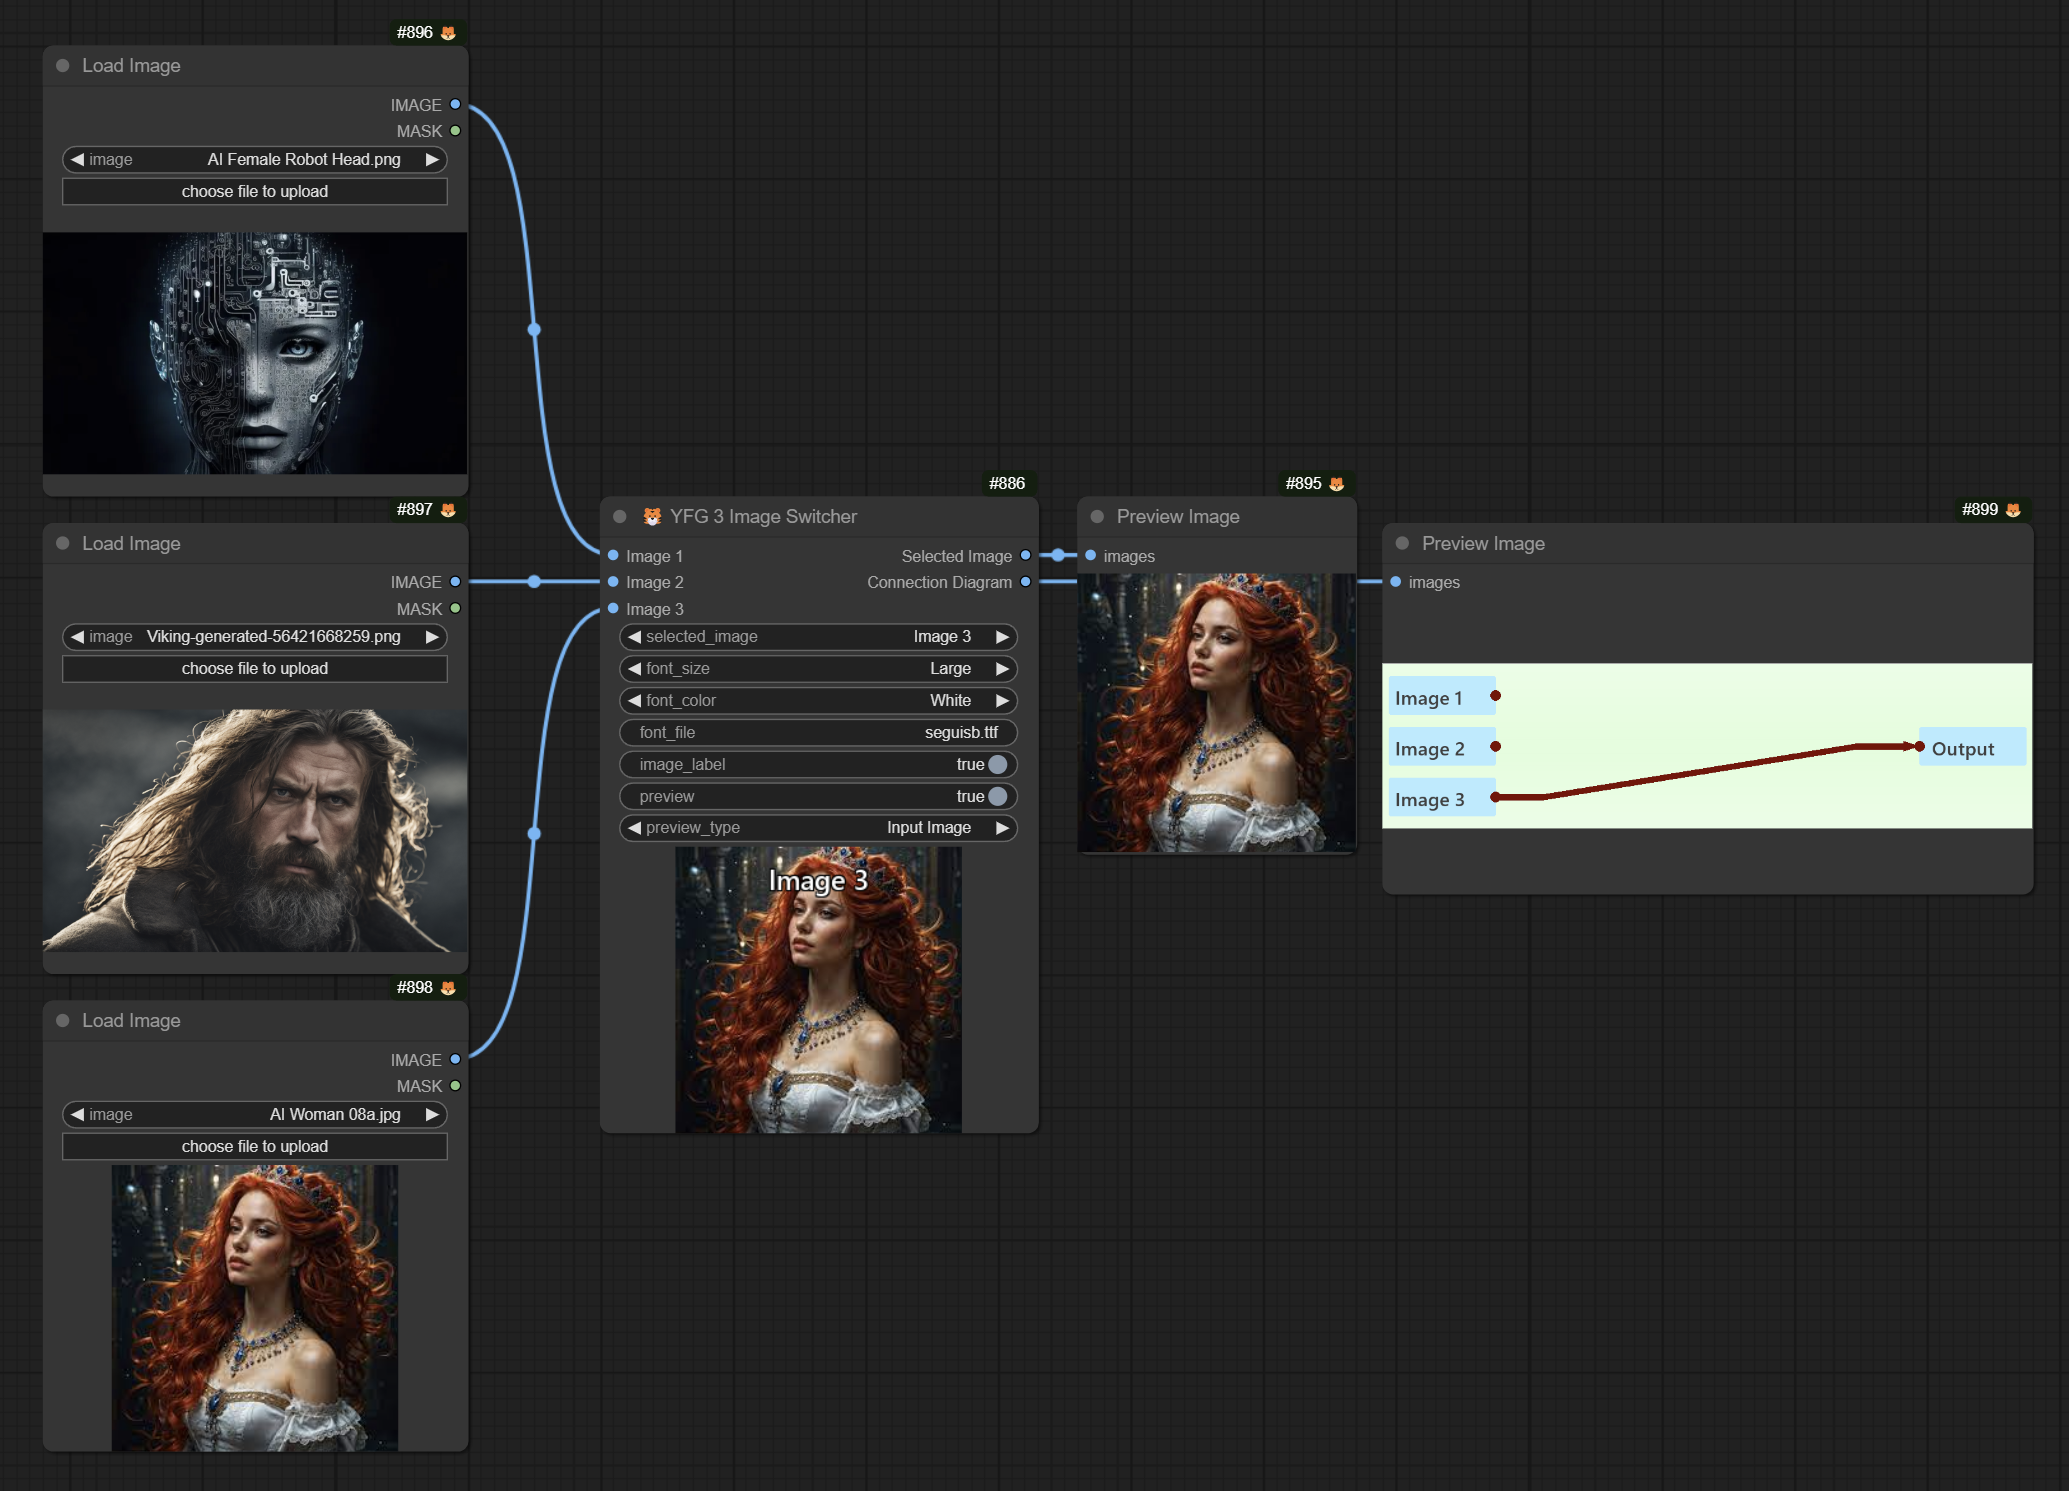 #896
Load Image
IMAGE
MASK
image AI Female Robot Head.png
choose file to upload
#897
Load Image
IMAGE
MASK
image Viking-generated-56421668259.png
choose file to upload
#898
Load Image
IMAGE
MASK
image AI Woman 08a.jpg
choose file to upload
#886
YFG 3 Image Switcher
Image 1 Selected Image
Image 2 Connection Diagram
Image 3
selected_image Image 3
font_size Large
font_color White
font_file seguisb.ttf
image_label true
preview true
preview_type Input Image
Image 3
#895
Preview Image
images
#899
Preview Image
images
Image 1
Image 2 Output
Image 3